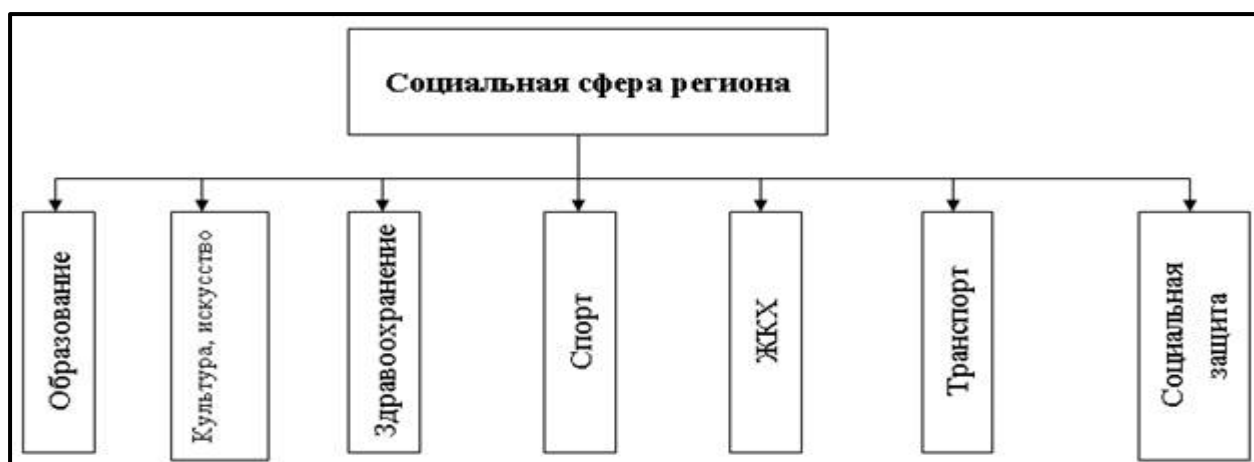 Социальная сфера региона
Образование
Культура, искусство
Здравоохранение
Спорт
ЖКХ
Транспорт
Социальная
защита